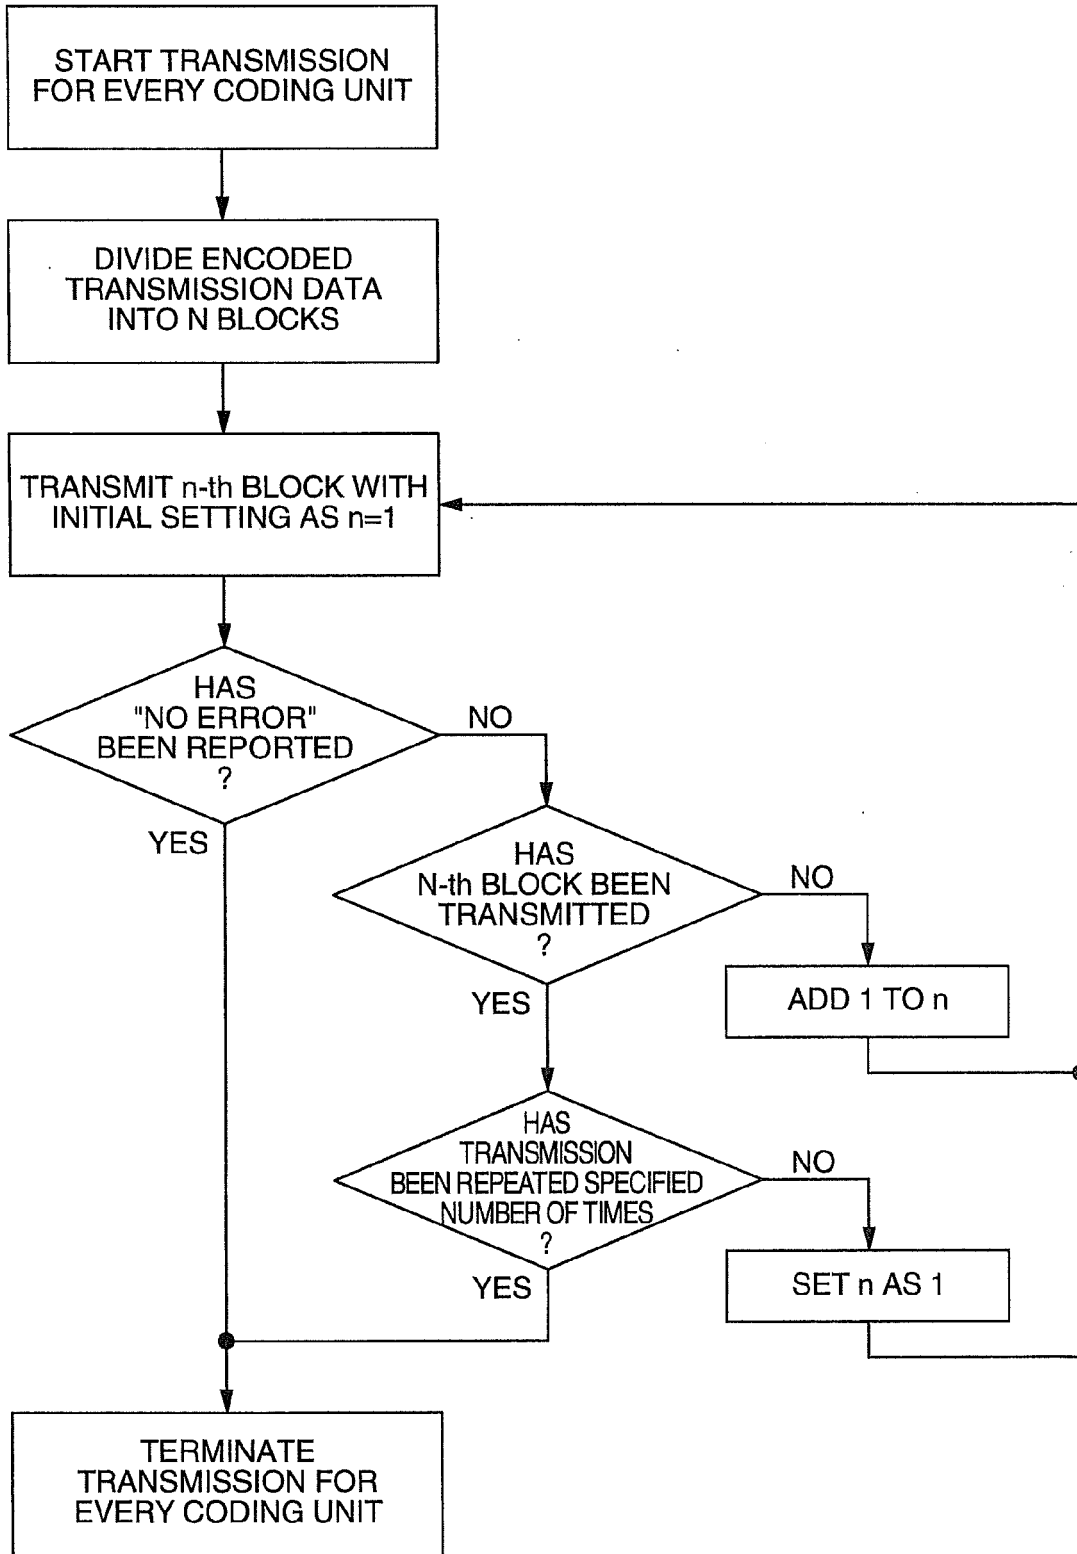 START TRANSMISSION
FOR EVERY CODING UNIT
DIVIDE ENCODED
TRANSMISSION DATA
INTO N BLOCKS
TRANSMIT n-th BLOCK WITH
INITIAL SETTING AS n=1
HAS
"NO ERROR"
BEEN REPORTED
?
NO
YES
HAS
N-th BLOCK BEEN
TRANSMITTED
?
NO
YES
ADD 1 TO n
HAS
TRANSMISSION
BEEN REPEATED SPECIFIED
NUMBER OF TIMES
?
NO
YES
SET n AS 1
TERMINATE
TRANSMISSION FOR
EVERY CODING UNIT